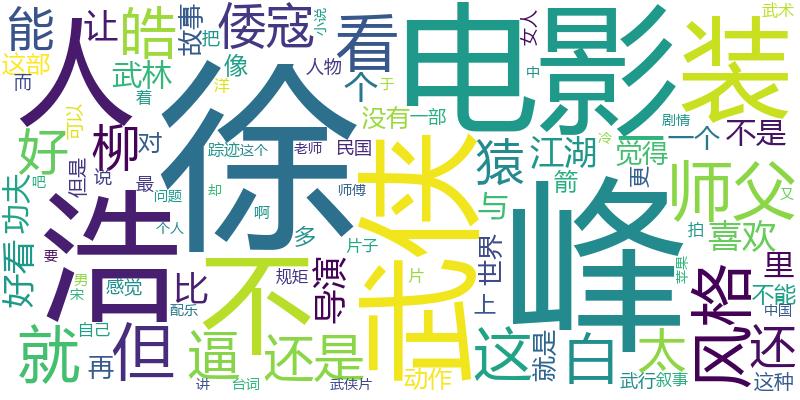 能
让
皓
故事
倭寇
看
电影
装
女人
武术
小说
把
这部
人
武林
像
人物
个
于
而
着
洋
徐
没有
一部
中
可以
剧情
好
柳
对
踪迹
这个
老师
民国
武侠
猿
江湖
觉得
一个
不是
冷
但是
说
最
问题
却
师傅
与
箭
更
师父
又
吧
功夫
浩
个人
啊
多
片子
世界
峰
拍
喜欢
好看
要
男
宋
感觉
比
不
规矩
导演
片
上
苹果
风格
里
不能
配乐
自己
中国
就
再
但
逼
还是
这
就是
白
太
还
讲
台词
武侠片
动作
武行
叙事
这种